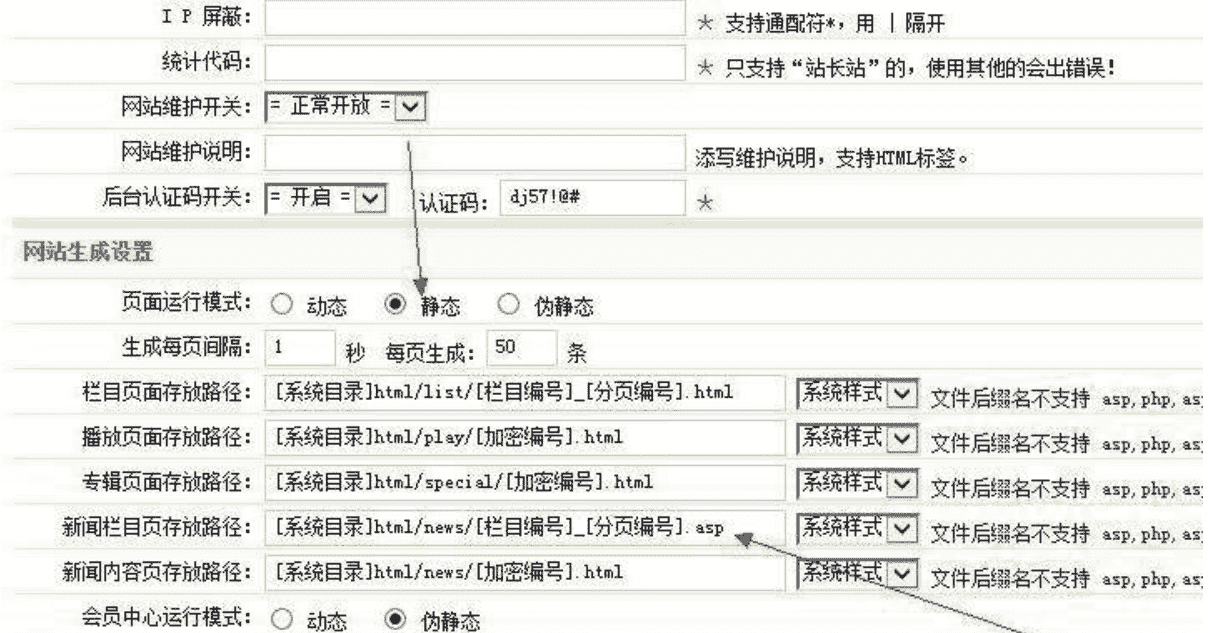 I P 屏蔽： ＊ 支持通配符*，用 | 隔开
统计代码： ＊ 只支持“站长站”的，使用其他的会出错误！
网站维护开关： = 正常开放 =
网站维护说明： 添写维护说明，支持HTML标签。
后台认证码开关： = 开启 = 认证码： dj57!@# ＊
网站生成设置
页面运行模式： 动态 静态 伪静态
生成每页间隔： 1 秒 每页生成： 50 条
栏目页面存放路径： [系统目录]html/list/[栏目编号]_[分页编号].html 系统样式 文件后缀名不支持 asp,php,as
播放页面存放路径： [系统目录]html/play/[加密编号].html 系统样式 文件后缀名不支持 asp,php,as
专辑页面存放路径： [系统目录]html/special/[加密编号].html 系统样式 文件后缀名不支持 asp,php,as
新闻栏目页存放路径： [系统目录]html/news/[栏目编号]_[分页编号].asp 系统样式 文件后缀名不支持 asp,php,as
新闻内容页存放路径： [系统目录]html/news/[加密编号].html 系统样式 文件后缀名不支持 asp,php,as
会员中心运行模式： 动态 伪静态